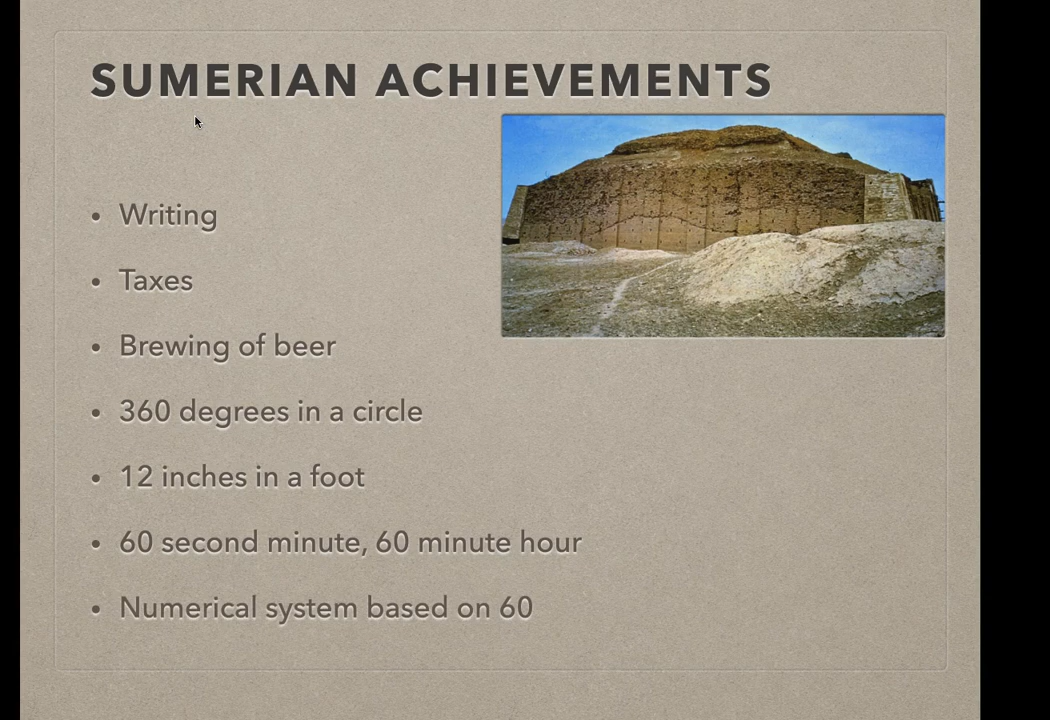 SUMERIAN ACHIEVEMENTS
• Writing
• Taxes
• Brewing of beer
• 360 degrees in a circle
• 12 inches in a foot
• 60 second minute, 60 minute hour
• Numerical system based on 60